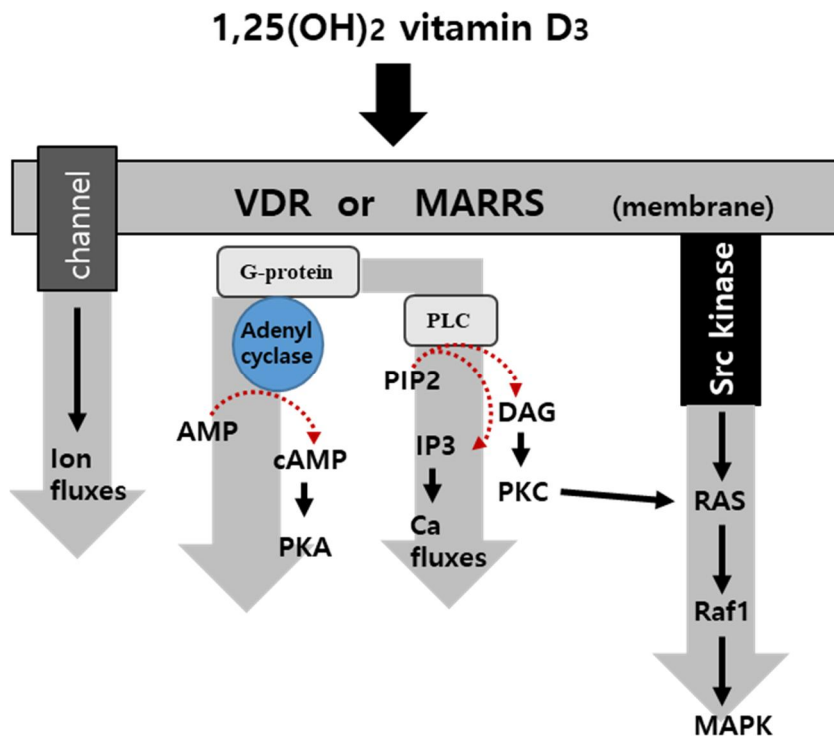 1,25(OH)2 vitamin D3
channel
VDR or MARRS (membrane)
G-protein
Adenyl
cyclase
PLC
Src kinase
PIP2
DAG
AMP
cAMP
IP3
Ion
fluxes
PKC
RAS
PKA
Ca
fluxes
Raf1
MAPK